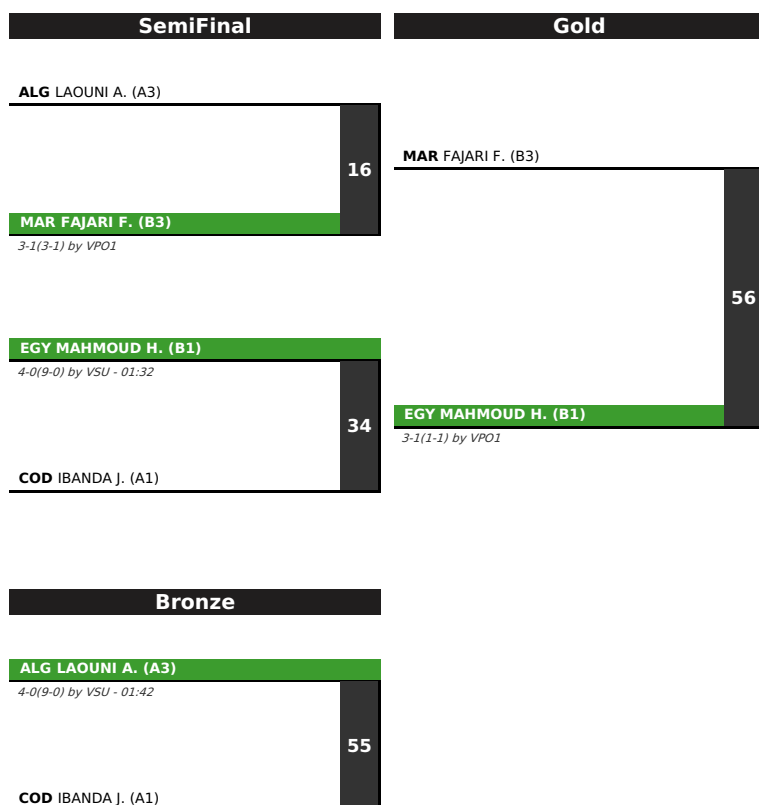 SemiFinal
ALG LAOUNI A. (A3)
16
MAR FAJARI F. (B3)
3-1(3-1) by VPO1
EGY MAHMOUD H. (B1)
4-0(9-0) by VSU - 01:32
34
COD IBANDA J. (A1)
Gold
MAR FAJARI F. (B3)
56
EGY MAHMOUD H. (B1)
3-1(1-1) by VPO1
Bronze
ALG LAOUNI A. (A3)
4-0(9-0) by VSU - 01:42
55
COD IBANDA J. (A1)